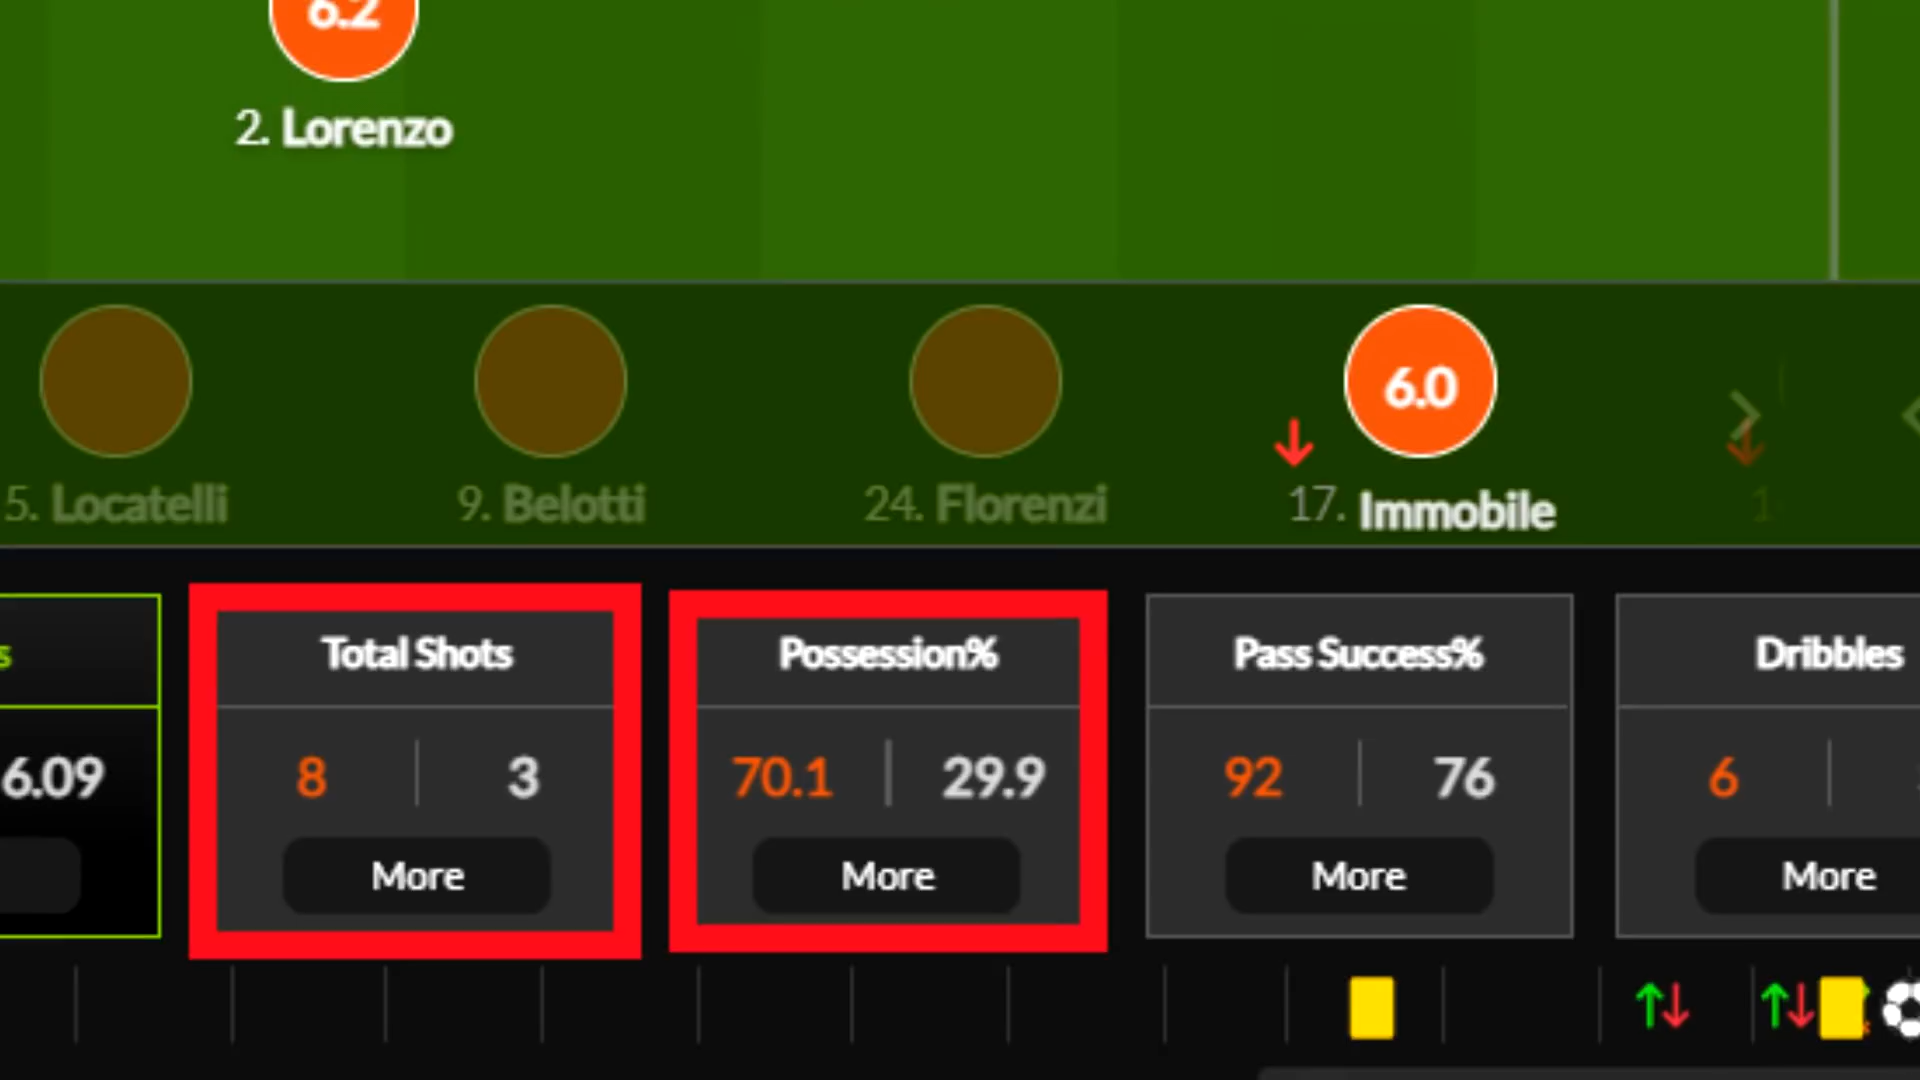 6.2
2. Lorenzo
6.0
5. Locatelli 9. Belotti 24. Florenzi 17. Immobile
Total Shots Possession% Pass Success% Dribbles
6.09 8 3 70.1 29.9 92 76 6
More More More More